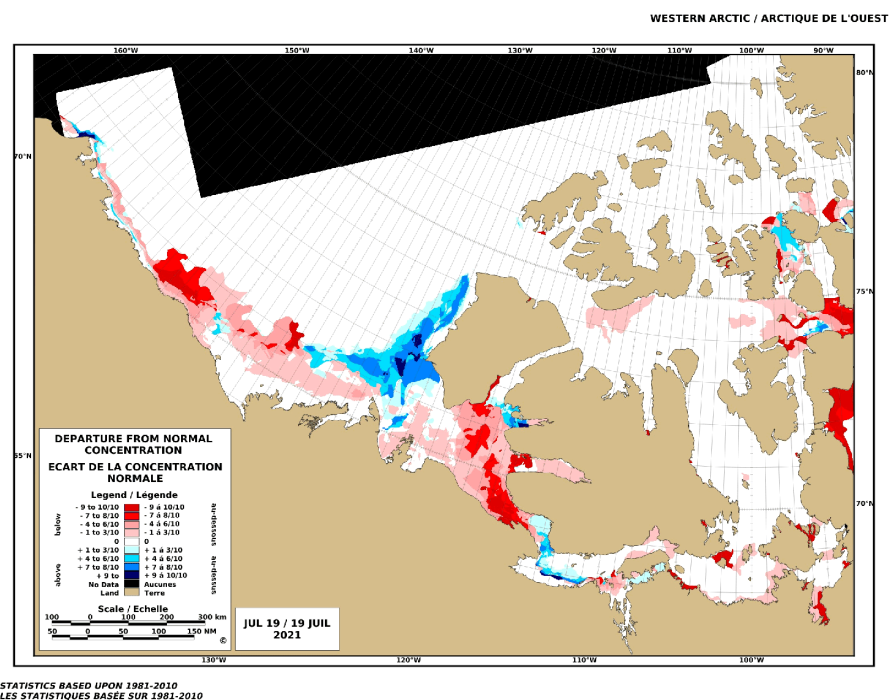 WESTERN ARCTIC / ARCTIQUE DE L'OUEST
160°W 150°W 140°W 130°W 120°W 110°W 100°W 90°W
80°N
70°N
75°N
65°N
70°N
DEPARTURE FROM NORMAL
CONCENTRATION
ECART DE LA CONCENTRATION
NORMALE
Legend / Légende
- 9 to 10/10 - 9 á 10/10
- 7 to 8/10 - 7 á 8/10
- 4 to 6/10 - 4 á 6/10
- 1 to 3/10 - 1 á 3/10
0 0
+ 1 to 3/10 + 1 á 3/10
+ 4 to 6/10 + 4 á 6/10
+ 7 to 8/10 + 7 á 8/10
+ 9 to + 9 á 10/10
No Data Aucunes
Land Terre
below
above
au-dessous
au-dessus
Scale / Echelle
100 0 100 200 300 km
50 0 50 100 150 NM
©
JUL 19 / 19 JUIL
2021
130°W 120°W 110°W 100°W
STATISTICS BASED UPON 1981-2010
LES STATISTIQUES BASÉE SUR 1981-2010